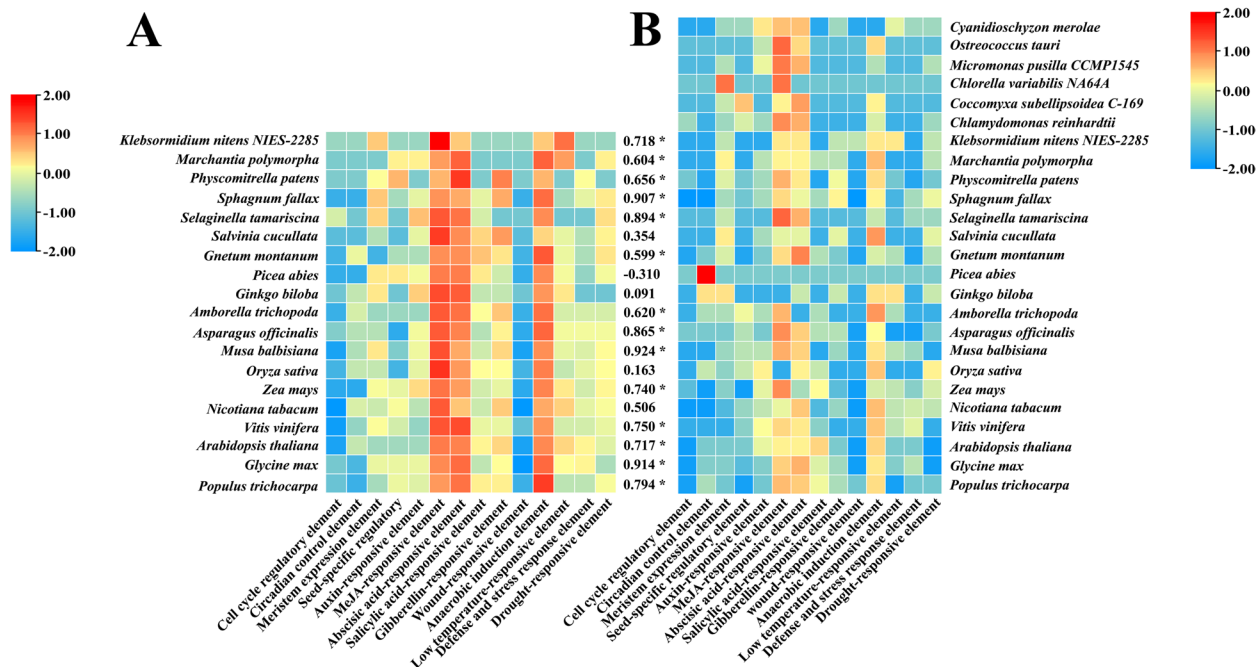 A
B
2.00
1.00
0.00
-1.00
-2.00
2.00
1.00
0.00
-1.00
-2.00
Klebsormidium nitens NIES-2285 0.718 *
Marchantia polymorpha 0.604 *
Physcomitrella patens 0.656 *
Sphagnum fallax 0.907 *
Selaginella tamariscina 0.894 *
Salvinia cucullata 0.354
Gnetum montanum 0.599 *
Picea abies -0.310
Ginkgo biloba 0.091
Amborella trichopoda 0.620 *
Asparagus officinalis 0.865 *
Musa balbisiana 0.924 *
Oryza sativa 0.163
Zea mays 0.740 *
Nicotiana tabacum 0.506
Vitis vinifera 0.750 *
Arabidopsis thaliana 0.717 *
Glycine max 0.914 *
Populus trichocarpa 0.794 *
Cell cycle regulatory element
Circadian control element
Meristem expression element
Seed-specific regulatory
Auxin-responsive element
MeJA-responsive element
Abscisic acid-responsive element
Salicylic acid-responsive element
Gibberellin-responsive element
Wound-responsive element
Anaerobic induction element
Low temperature-responsive element
Defense and stress response element
Drought-responsive element
Cyanidioschyzon merolae
Ostreococcus tauri
Micromonas pusilla CCMP1545
Chlorella variabilis NA64A
Coccomyxa subellipsoidea C-169
Chlamydomonas reinhardtii
Klebsormidium nitens NIES-2285
Marchantia polymorpha
Physcomitrella patens
Sphagnum fallax
Selaginella tamariscina
Salvinia cucullata
Gnetum montanum
Picea abies
Ginkgo biloba
Amborella trichopoda
Asparagus officinalis
Musa balbisiana
Oryza sativa
Zea mays
Nicotiana tabacum
Vitis vinifera
Arabidopsis thaliana
Glycine max
Populus trichocarpa
Cell cycle regulatory element
Circadian control element
Meristem expression element
Seed-specific regulatory element
Auxin-responsive element
MeJA-responsive element
Abscisic acid-responsive element
Salicylic acid-responsive element
Gibberellin-responsive element
wound-responsive element
Anaerobic induction element
Low temperature-responsive element
Defense and stress response element
Drought-responsive element